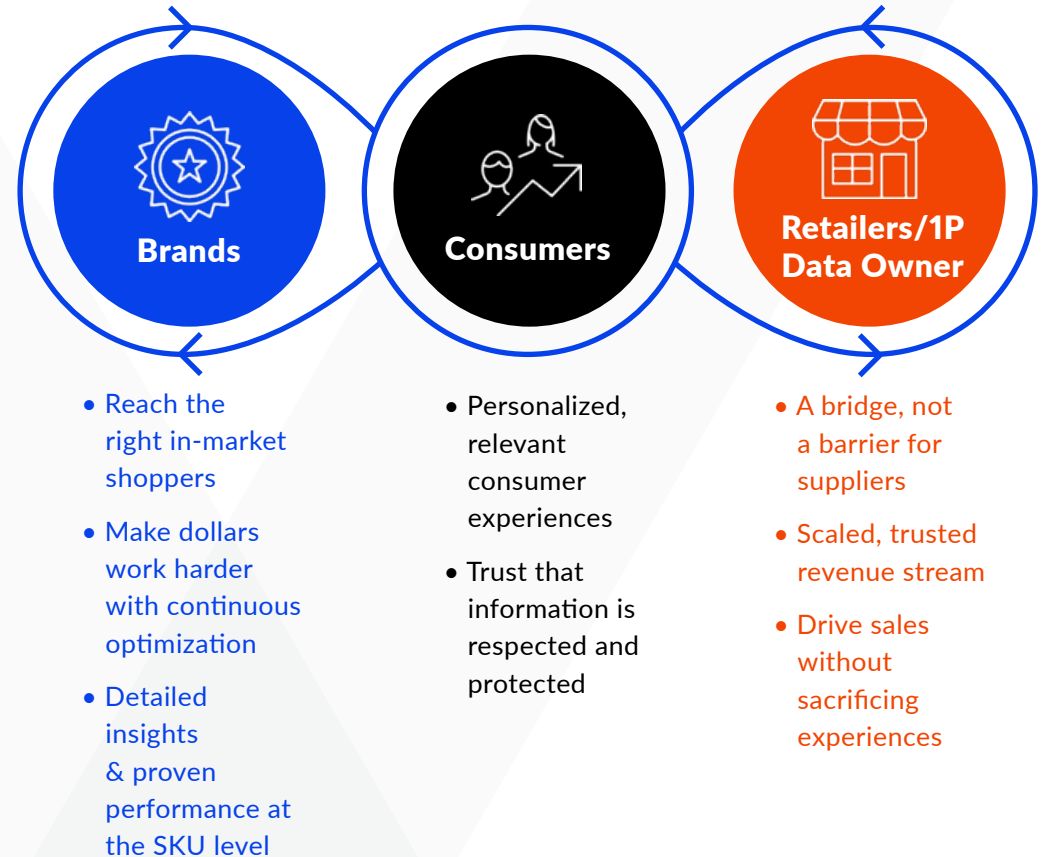 Brands
Consumers
Retailers/1P
Data Owner
• Reach the
right in-market
shoppers
• Make dollars
work harder
with continuous
optimization
• Detailed
insights
& proven
performance at
the SKU level
• Personalized,
relevant
consumer
experiences
• Trust that
information is
respected and
protected
• A bridge, not
a barrier for
suppliers
• Scaled, trusted
revenue stream
• Drive sales
without
sacrificing
experiences